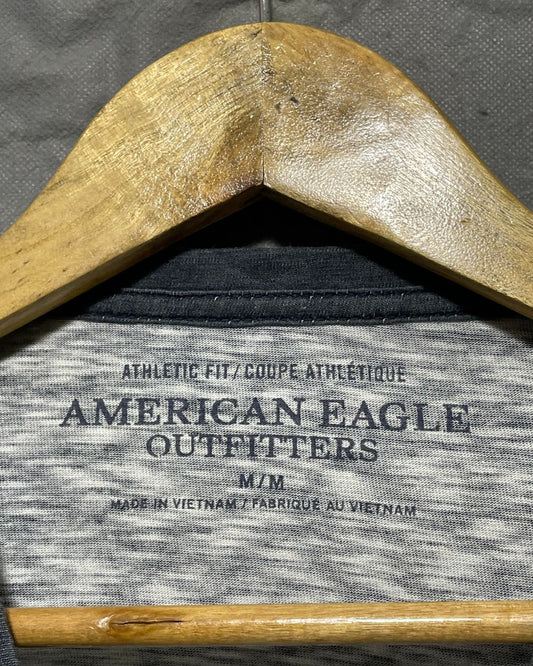 ATHLETIC FIT/COUPE ATHLÉTIQUE
AMERICAN EAGLE
OUTFITTERS
M/M
MADE IN VIETNAM / FABRIQUÉ AU VIETNAM